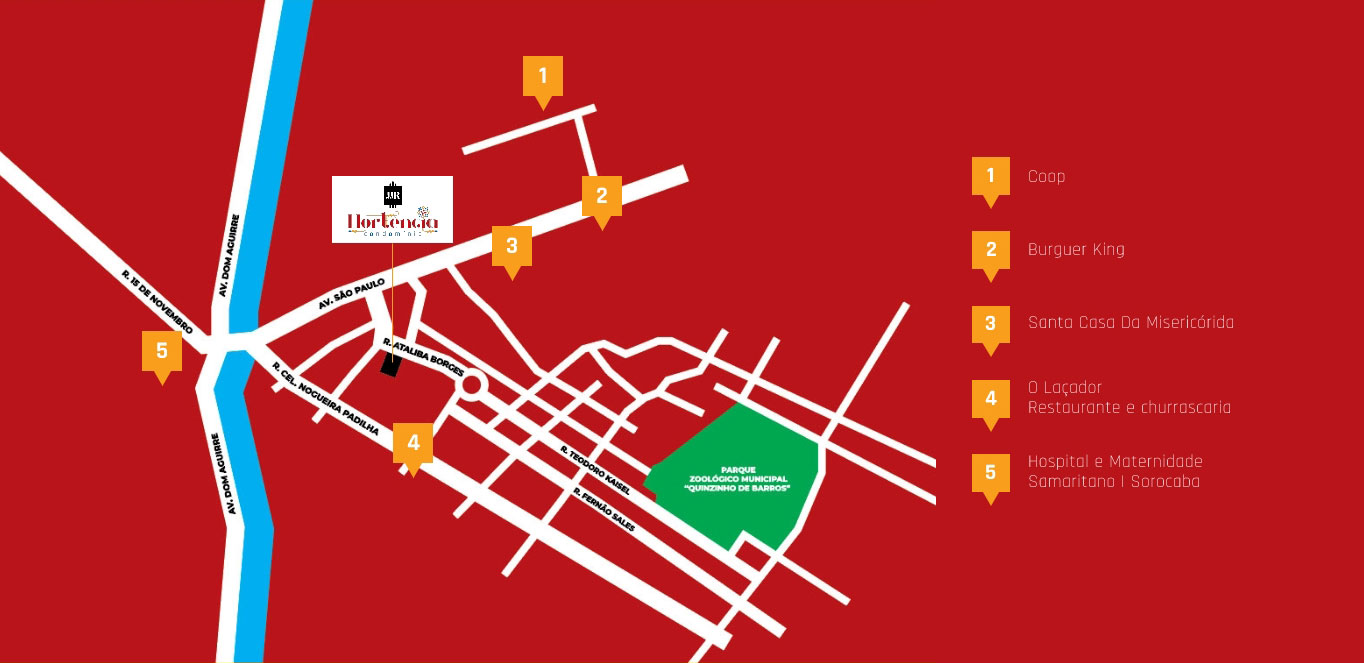 1
JJR
Hortencia
condomínio
2
3
AV. DOM AGUIRRE
AV. SÃO PAULO
R. 15 DE NOVEMBRO
5
R. ATALIBA BORGES
R. CEL. NOGUEIRA PADILHA
4
AV. DOM AGUIRRE
R. TEODORO KAISEL
R. FERNÃO SALES
PARQUE
ZOOLÓGICO MUNICIPAL
“QUINZINHO DE BARROS”
1 Coop
2 Burguer King
3 Santa Casa Da Misericórida
4 O Laçador
Restaurante e churrascaria
5 Hospital e Maternidade
Samaritana | Sorocaba